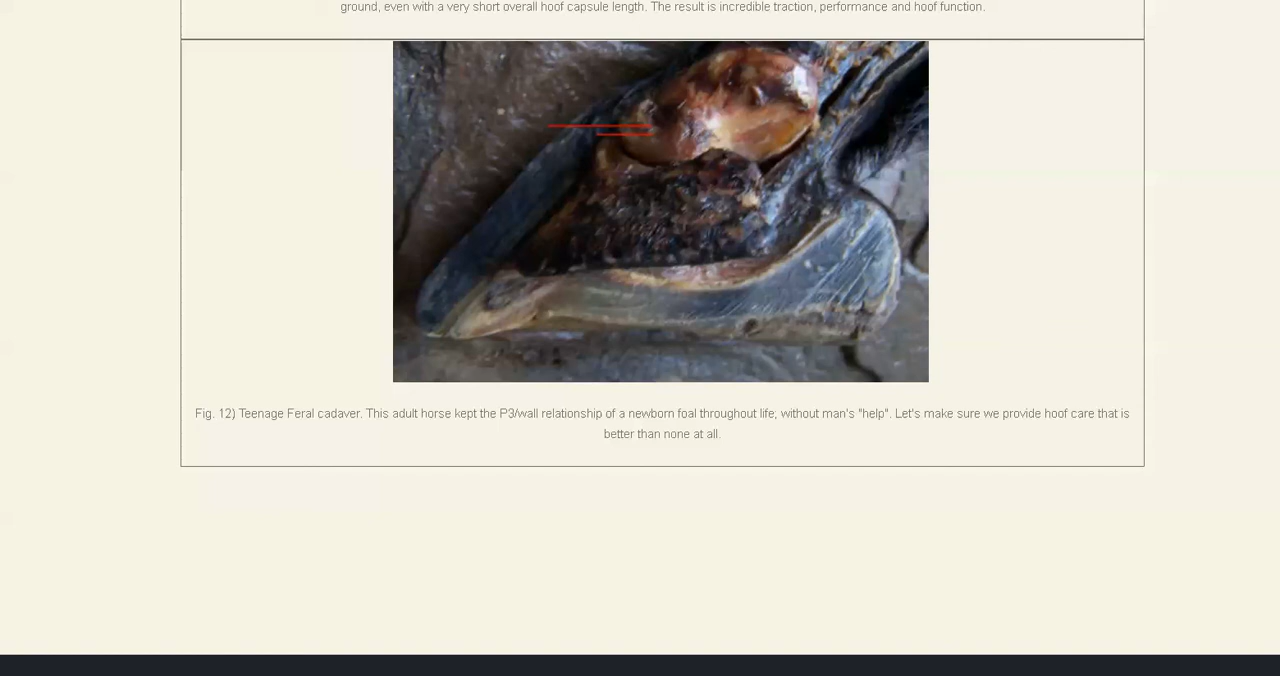 ground, even with a very short overall hoof capsule length. The result is incredible traction, performance and hoof function.
Fig. 12) Teenage Feral cadaver. This adult horse kept the P3/wall relationship of a newborn foal throughout life; without man's "help". Let's make sure we provide hoof care that is
better than none at all.